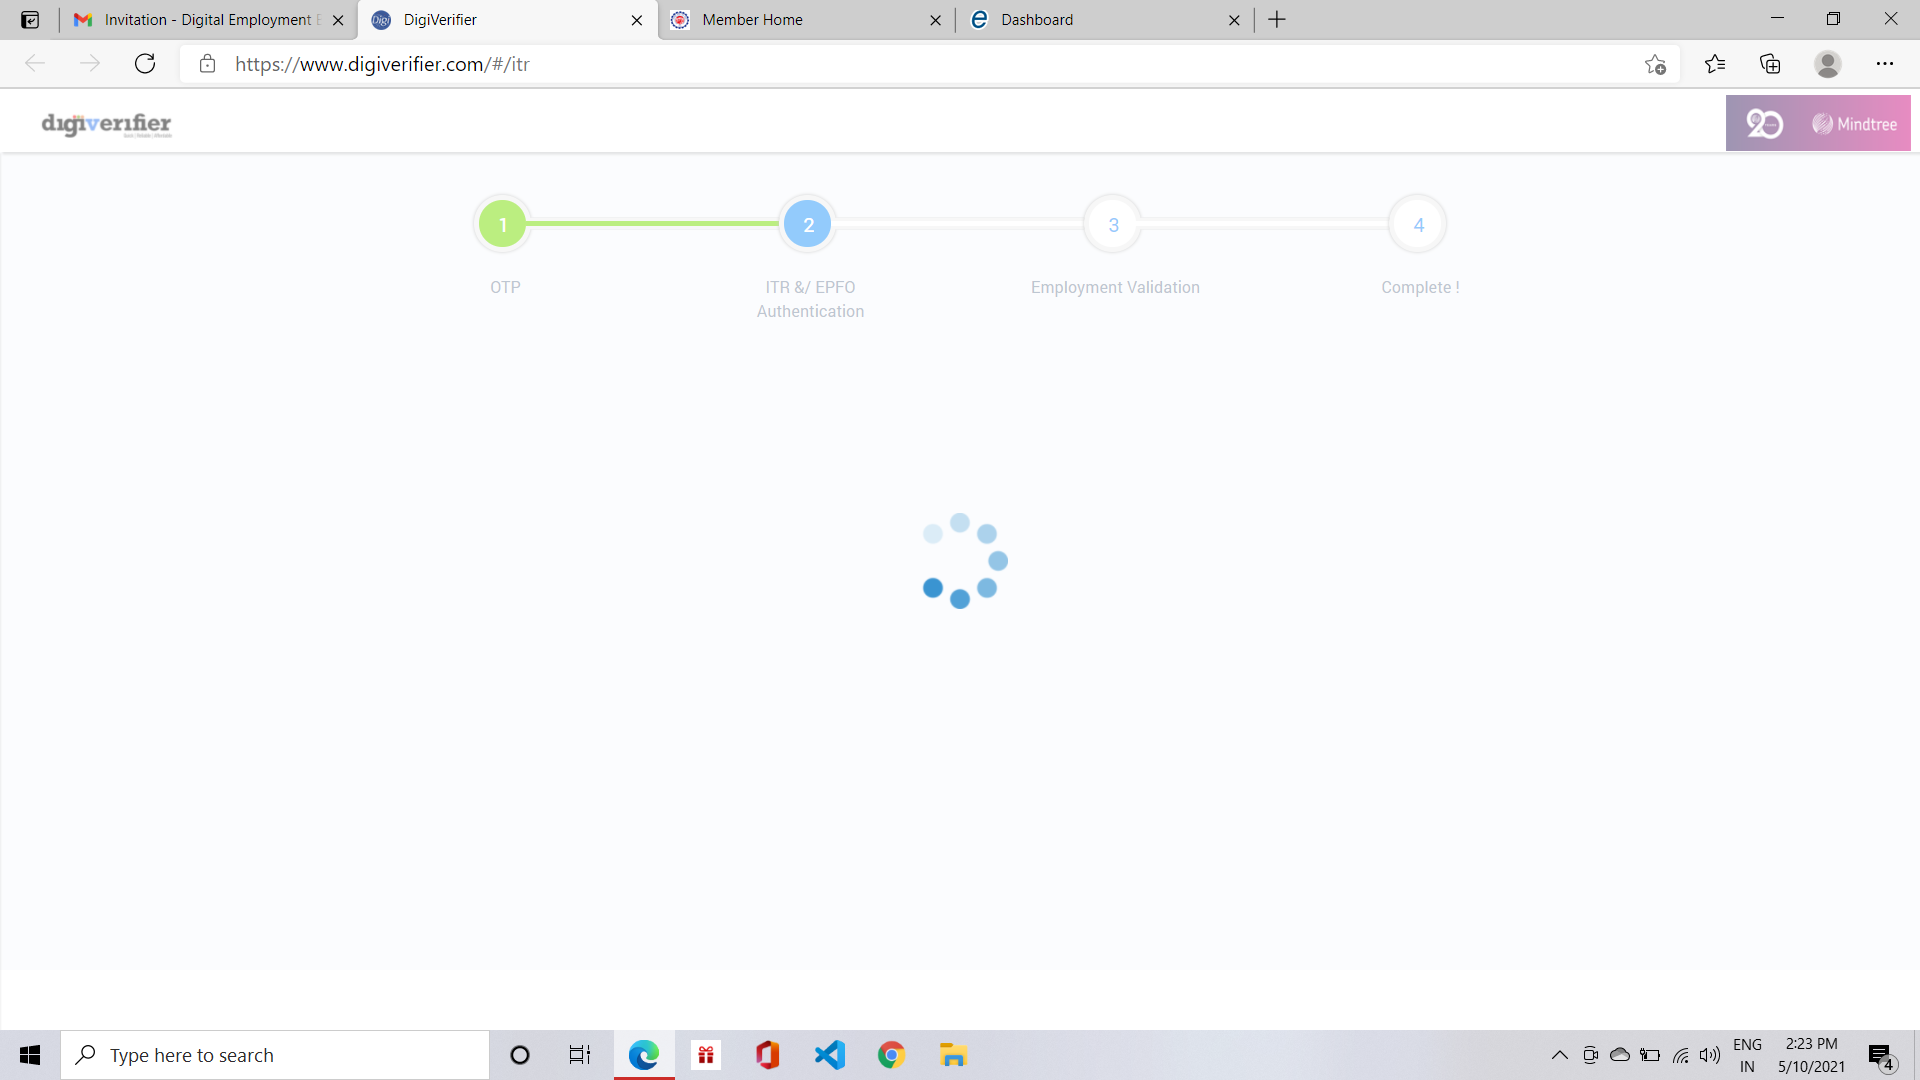 Invitation - Digital Employment E
DigiVerifier
Member Home
Dashboard
https://www.digiverifier.com/#/itr
digiverifier
20
Mindtree
1
2
3
4
OTP
ITR &/ EPFO
Authentication
Employment Validation
Complete !
Type here to search
ENG
IN
2:23 PM
5/10/2021
4